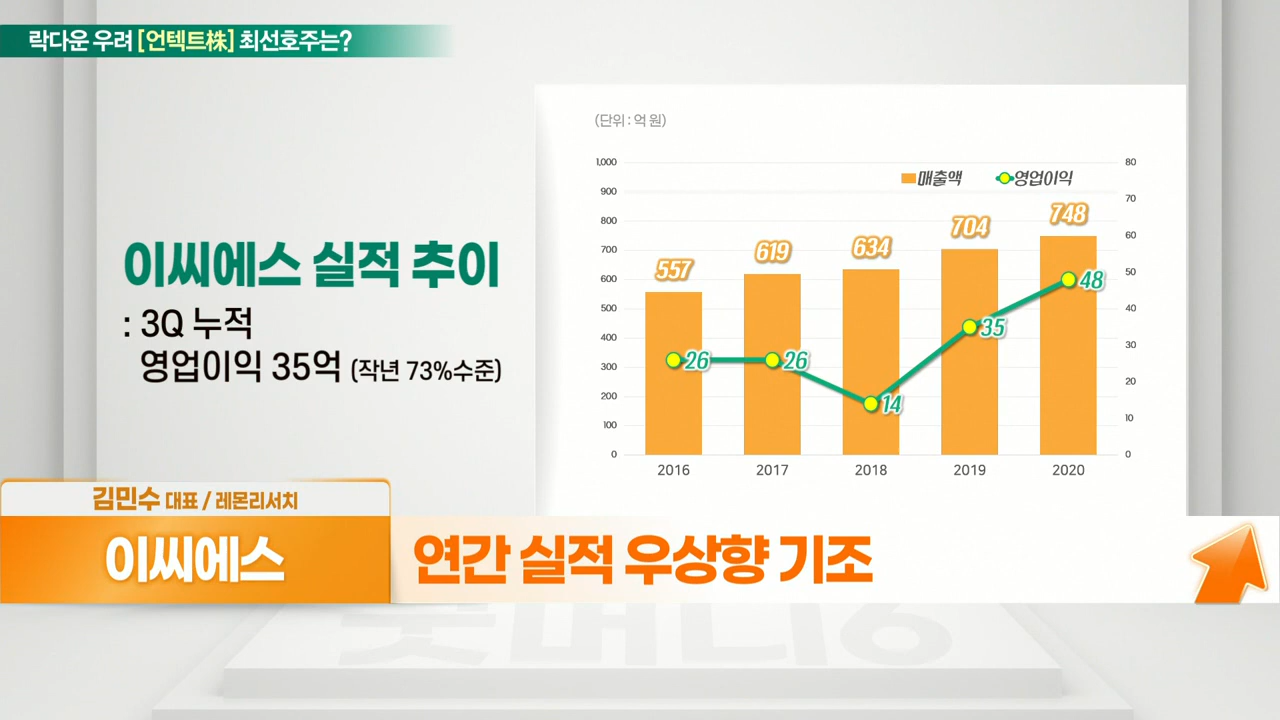 락다운 우려 [언텍트株] 최선호주는?
(단위 : 억 원)
매출액 영업이익
1,000
900
800
700
600
500
400
300
200
100
0
80
70
60
50
40
30
20
10
0
557 619 634 704 748
26 26 14 35 48
2016 2017 2018 2019 2020
이씨에스 실적 추이
: 3Q 누적
영업이익 35억 (작년 73%수준)
김민수 대표 / 레몬리서치
이씨에스
연간 실적 우상향 기조
굿머니6